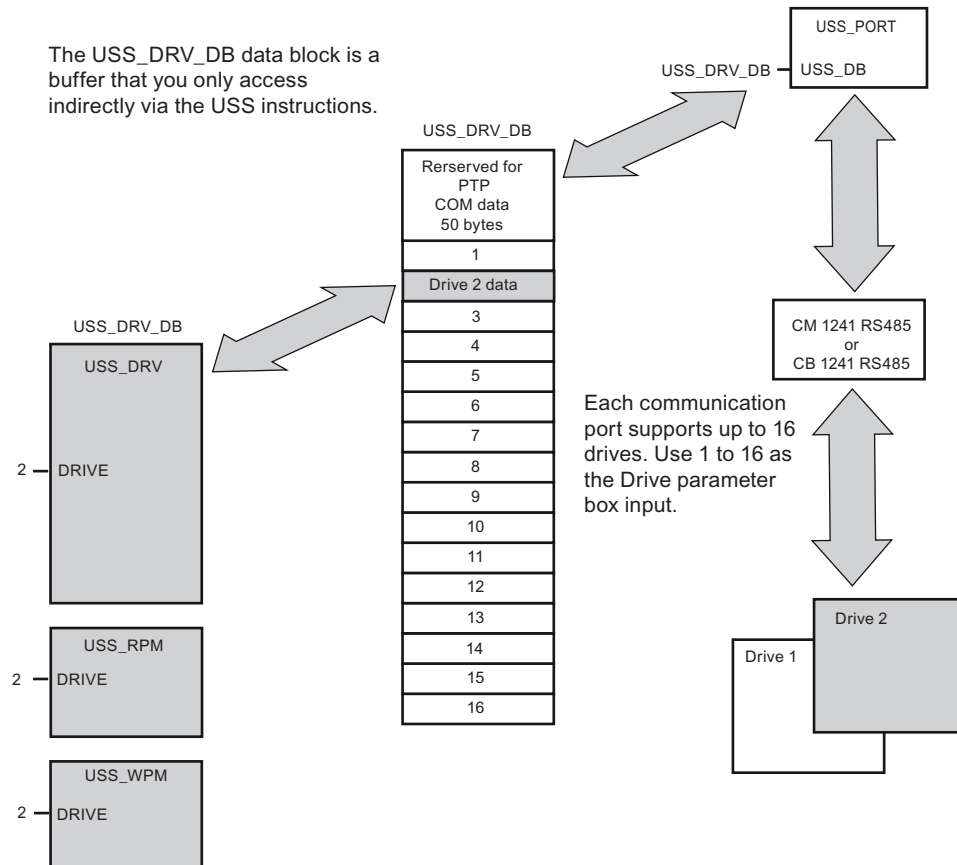 The USS_DRV_DB data block is a
buffer that you only access
indirectly via the USS instructions.
USS_PORT
USS_DRV_DB
USS_DB
USS_DRV_DB
Rerserved for
PTP
COM data
50 bytes
1
Drive 2 data
3
4
5
6
7
8
9
10
11
12
13
14
15
16
USS_DRV_DB
USS_DRV
2
DRIVE
USS_RPM
2
DRIVE
USS_WPM
2
DRIVE
CM 1241 RS485
or
CB 1241 RS485
Each communication
port supports up to 16
drives. Use 1 to 16 as
the Drive parameter
box input.
Drive 2
Drive 1